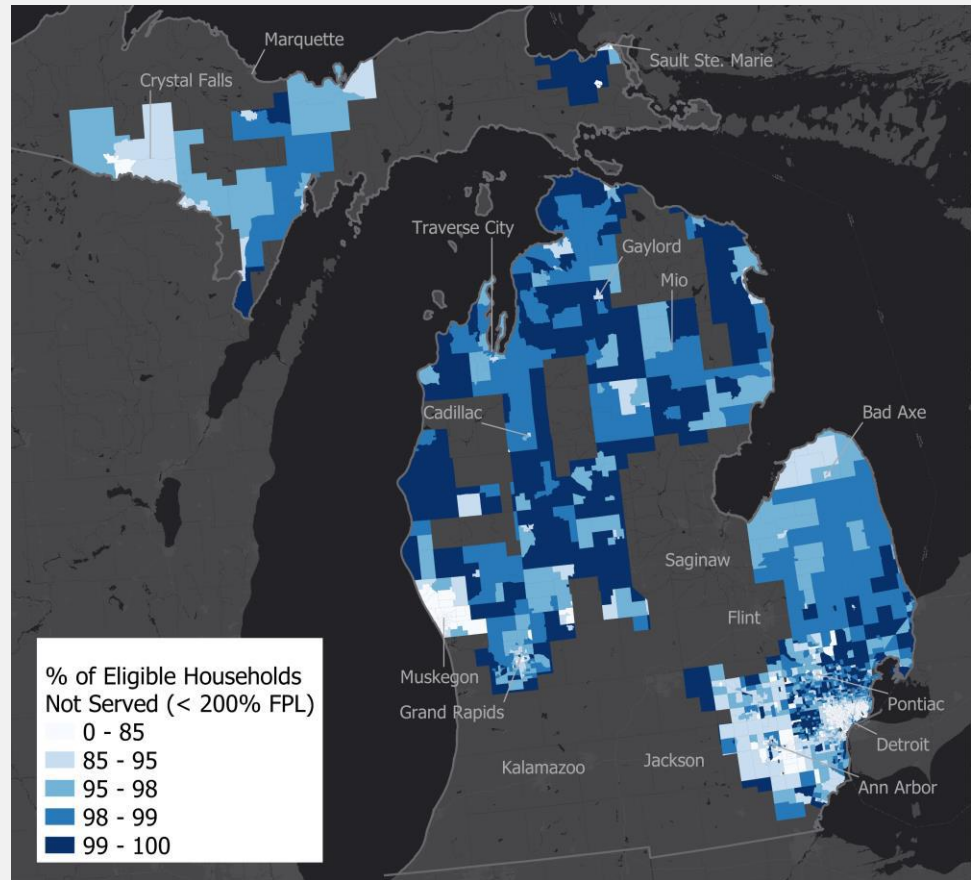 Marquette
Sault Ste. Marie
Crystal Falls
Traverse City
Gaylord
Mio
Cadillac
Bad Axe
Saginaw
Flint
Muskegon
Grand Rapids
Pontiac
Detroit
Jackson
Kalamazoo
Ann Arbor
% of Eligible Households
Not Served (< 200% FPL)
0 - 85
85 - 95
95 - 98
98 - 99
99 - 100